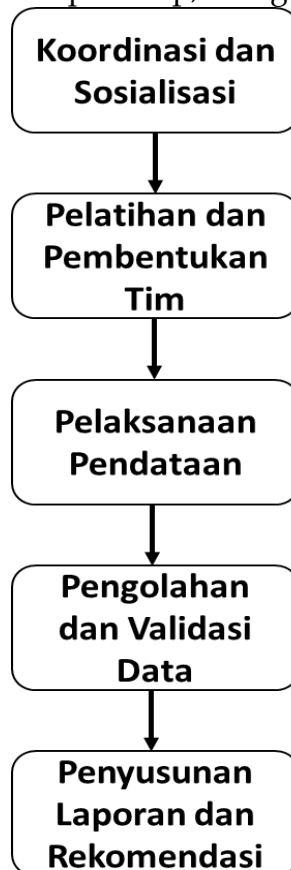 Koordinasi dan
Sosialisasi
Pelatihan dan
Pembentukan
Tim
Pelaksanaan
Pendataan
Pengolahan
dan Validasi
Data
Penyusunan
Laporan dan
Rekomendasi